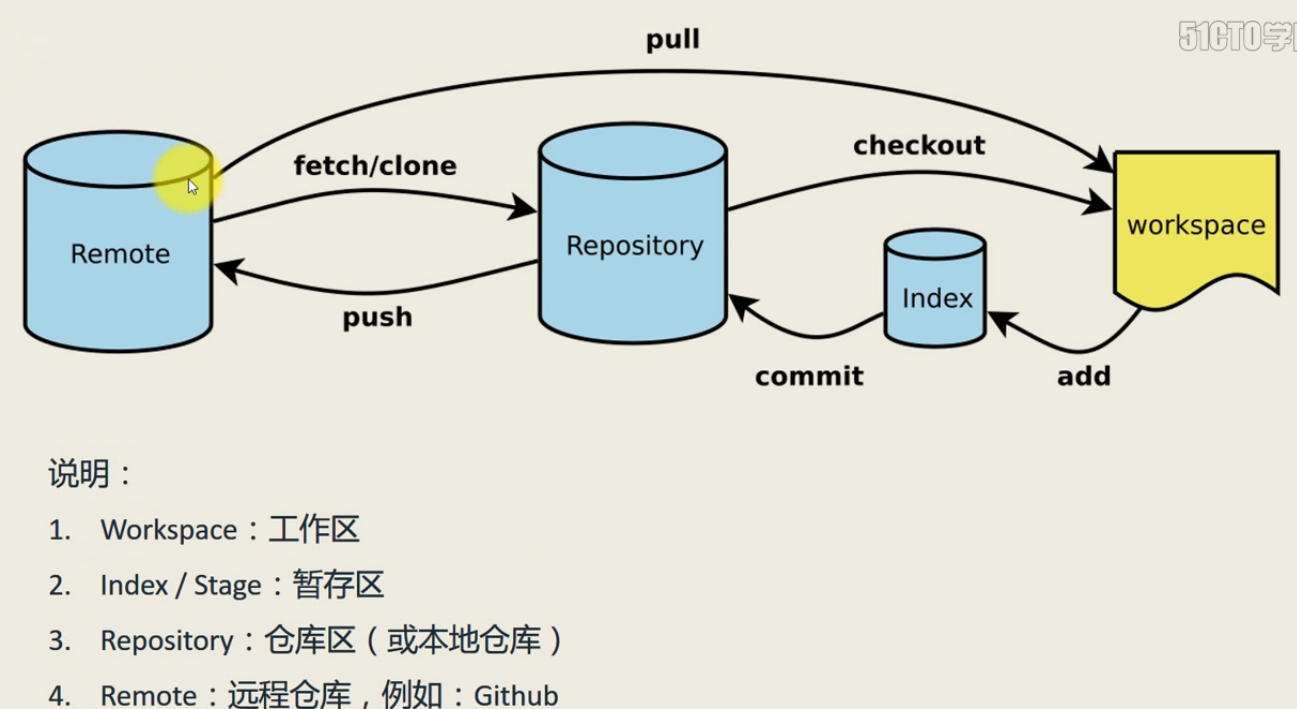 51CTO学
pull
fetch/clone
checkout
Remote
Repository
workspace
Index
push
commit
add
说明：
1. Workspace：工作区
2. Index / Stage：暂存区
3. Repository：仓库区（或本地仓库）
4. Remote：远程仓库，例如：Github